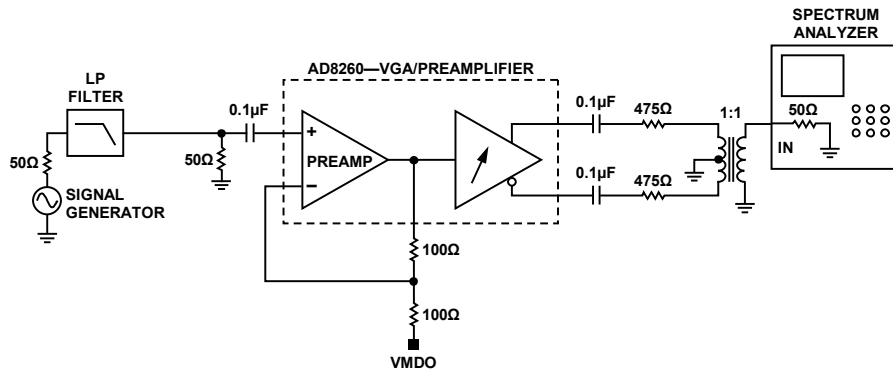 SPECTRUM
ANALYZER
AD8260—VGA/PREAMPLIFIER
LP
FILTER
0.1µF
0.1µF
475Ω
1:1
50Ω
IN
50Ω
50Ω
+
PREAMP
–
SIGNAL
GENERATOR
0.1µF
475Ω
100Ω
100Ω
VMDO